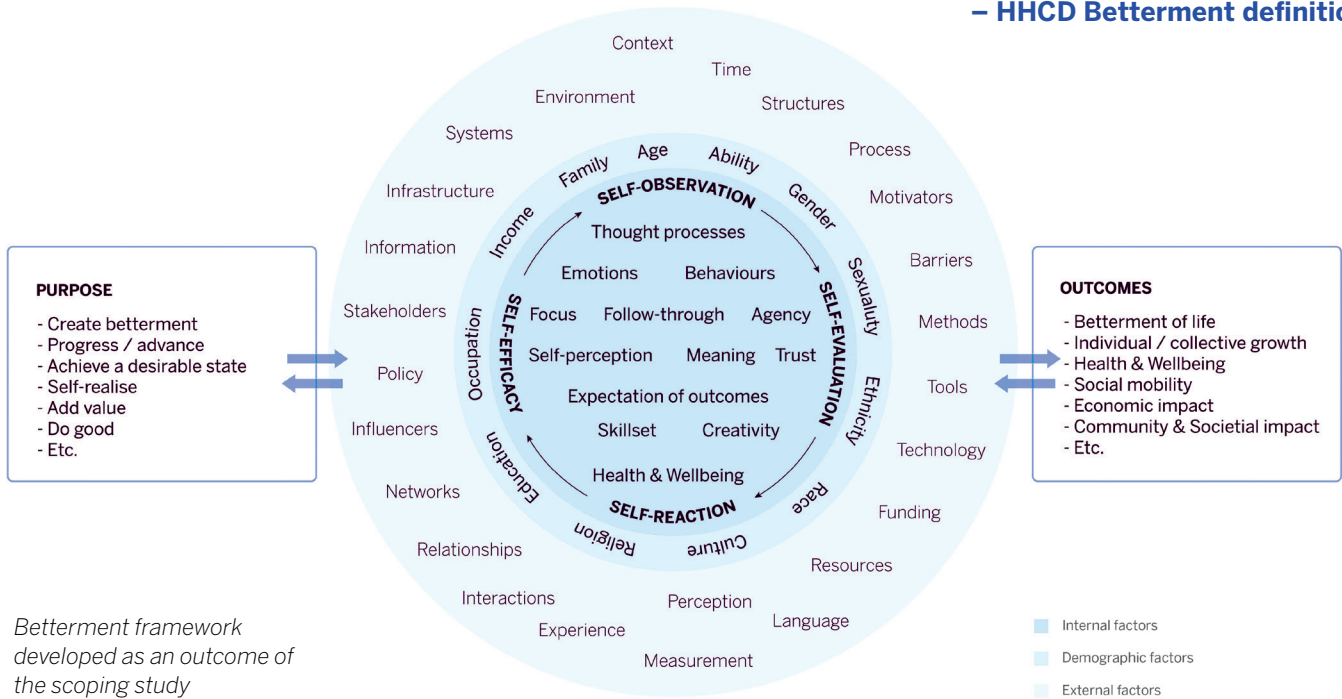 – HHCD Betterment definitio
Context
Time
Environment
Structures
Systems
Process
Infrastructure
Motivators
Information
Barriers
Stakeholders
Methods
Policy
Tools
Influencers
Technology
Networks
Funding
Relationships
Resources
Interactions
Perception
Language
Experience
Measurement
Family
Age
Ability
Gender
Sexualuty
Ethnicity
Race
Culture
Religion
Education
Occupation
Income
SELF-OBSERVATION
SELF-EVALUATION
SELF-REACTION
SELF-EFFICACY
Thought processes
Emotions Behaviours
Focus Follow-through Agency
Self-perception Meaning Trust
Expectation of outcomes
Skillset Creativity
Health & Wellbeing
PURPOSE
- Create betterment
- Progress / advance
- Achieve a desirable state
- Self-realise
- Add value
- Do good
- Etc.
OUTCOMES
- Betterment of life
- Individual / collective growth
- Health & Wellbeing
- Social mobility
- Economic impact
- Community & Societial impact
- Etc.
Betterment framework
developed as an outcome of
the scoping study
Internal factors
Demographic factors
External factors